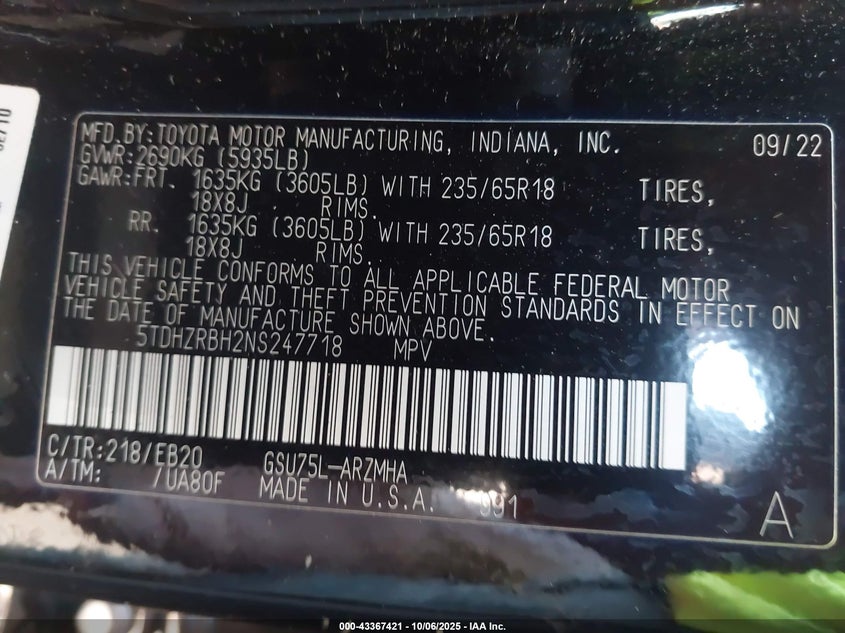 MFD.BY:TOYOTA MOTOR MANUFACTURING, INDIANA, INC. 09/22
GVWR:2690KG (5935LB)
GAWR:FRT. 1635KG (3605LB) WITH 235/65R18 TIRES,
18X8J RIMS.
RR. 1635KG (3605LB) WITH 235/65R18 TIRES,
18X8J RIMS.
THIS VEHICLE CONFORMS TO ALL APPLICABLE FEDERAL MOTOR
VEHICLE SAFETY AND THEFT PREVENTION STANDARDS IN EFFECT ON
THE DATE OF MANUFACTURE SHOWN ABOVE.
5TDHZRBH2NS247718 MPV
C/TR:218/EB20 GSU75L-ARZMHA
A/TM: /UA80F MADE IN U.S.A. 991
A
000-43367421 - 10/06/2025 - IAA Inc.